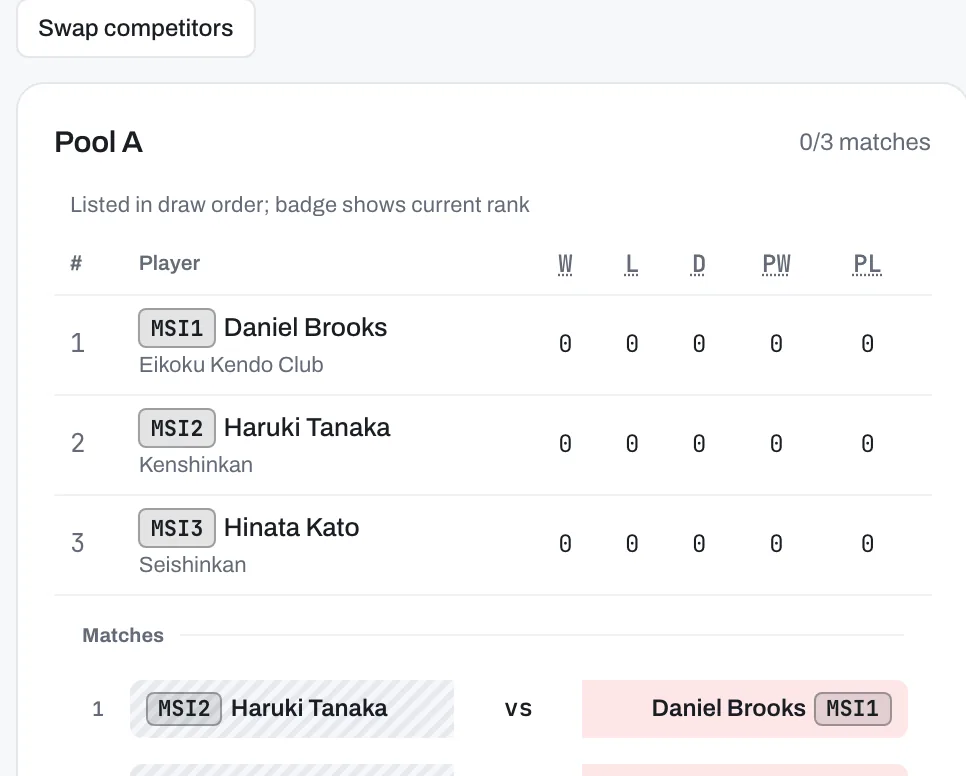 Swap competitors
Pool A 0/3 matches
Listed in draw order; badge shows current rank
# Player W L D PW PL
1 MSI1 Daniel Brooks 0 0 0 0 0
Eikoku Kendo Club
2 MSI2 Haruki Tanaka 0 0 0 0 0
Kenshinkan
3 MSI3 Hinata Kato 0 0 0 0 0
Seishinkan
Matches
1 MSI2 Haruki Tanaka vs Daniel Brooks MSI1